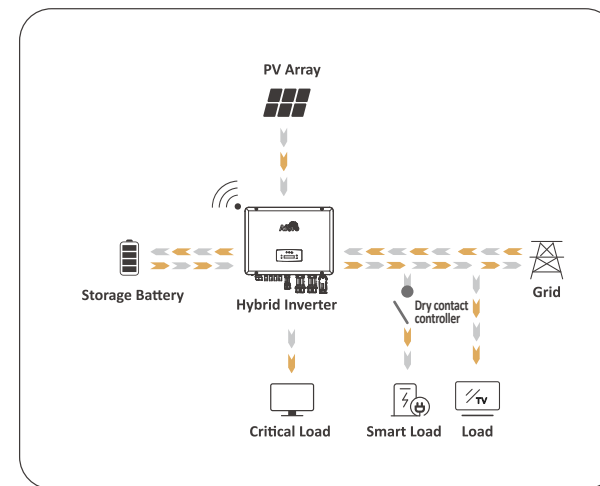 PV Array
Storage Battery
Hybrid Inverter
Dry contact
controller
Grid
TV
Critical Load
Smart Load
Load